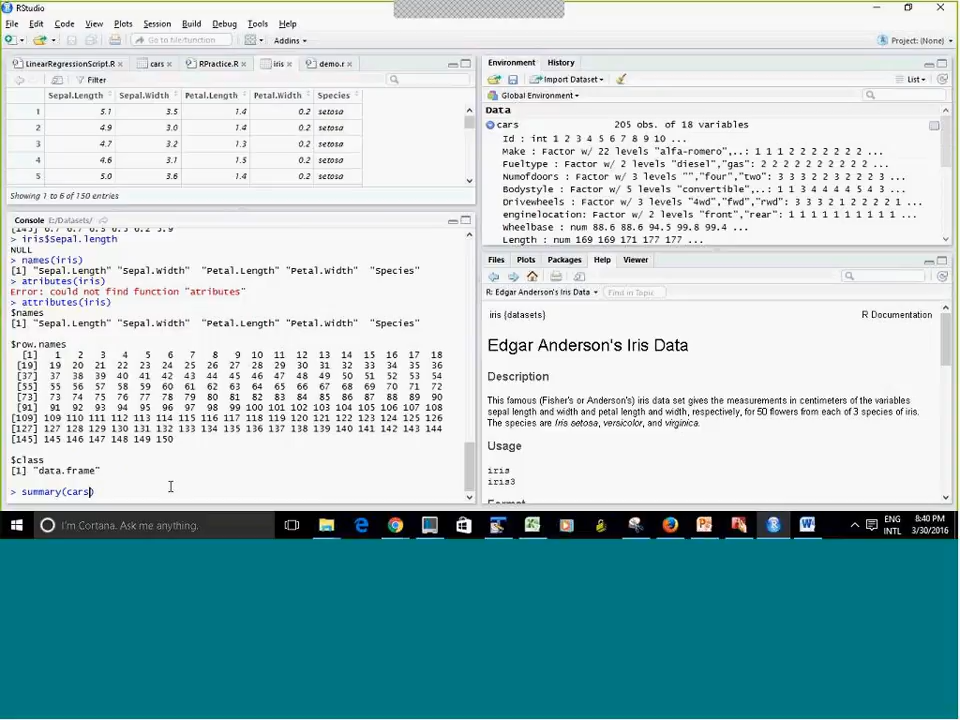 RStudio
File Edit Code View Plots Session Build Debug Tools Help
Go to file/function Addins
Project: (None)
LinearRegressionScript.R cars RPractice.R iris demo.r
Filter
Sepal.Length Sepal.Width Petal.Length Petal.Width Species
1 5.1 3.5 1.4 0.2 setosa
2 4.9 3.0 1.4 0.2 setosa
3 4.7 3.2 1.3 0.2 setosa
4 4.6 3.1 1.5 0.2 setosa
5 5.0 3.6 1.4 0.2 setosa
Showing 1 to 6 of 150 entries
Console E:/Datasets/
> iris$Sepal.length
NULL
> names(iris)
[1] "Sepal.Length" "Sepal.Width" "Petal.Length" "Petal.Width" "Species"
> atributes(iris)
Error: could not find function "atributes"
> attributes(iris)
$names
[1] "Sepal.Length" "Sepal.Width" "Petal.Length" "Petal.Width" "Species"
$row.names
[1] 1 2 3 4 5 6 7 8 9 10 11 12 13 14 15 16 17 18
[19] 19 20 21 22 23 24 25 26 27 28 29 30 31 32 33 34 35 36
[37] 37 38 39 40 41 42 43 44 45 46 47 48 49 50 51 52 53 54
[55] 55 56 57 58 59 60 61 62 63 64 65 66 67 68 69 70 71 72
[73] 73 74 75 76 77 78 79 80 81 82 83 84 85 86 87 88 89 90
[91] 91 92 93 94 95 96 97 98 99 100 101 102 103 104 105 106 107 108
[109] 109 110 111 112 113 114 115 116 117 118 119 120 121 122 123 124 125 126
[127] 127 128 129 130 131 132 133 134 135 136 137 138 139 140 141 142 143 144
[145] 145 146 147 148 149 150
$class
[1] "data.frame"
> summary(cars)
Environment History
Import Dataset List
Global Environment
Data
cars 205 obs. of 18 variables
Id : int 1 2 3 4 5 6 7 8 9 10 ...
Make : Factor w/ 22 levels "alfa-romero",..: 1 1 1 2 2 2 2 2 2 2 ...
Fueltype : Factor w/ 2 levels "diesel","gas": 2 2 2 2 2 2 2 2 2 2 ...
Numofdoors : Factor w/ 3 levels "","four","two": 3 3 3 2 2 3 2 2 2 3 ...
Bodystyle : Factor w/ 5 levels "convertible",..: 1 1 3 4 4 4 4 5 4 3 ...
Drivewheels : Factor w/ 3 levels "4wd","fwd","rwd": 3 3 3 2 1 2 2 2 2 1 ...
enginelocation: Factor w/ 2 levels "front","rear": 1 1 1 1 1 1 1 1 1 1 ...
wheelbase : num 88.6 88.6 94.5 99.8 99.4 ...
Length : num 169 169 171 177 177 ...
Files Plots Packages Help Viewer
R: Edgar Anderson's Iris Data Find in Topic
iris {datasets} R Documentation
Edgar Anderson's Iris Data
Description
This famous (Fisher's or Anderson's) iris data set gives the measurements in centimeters of the variables
sepal length and width and petal length and width, respectively, for 50 flowers from each of 3 species of iris.
The species are Iris setosa, versicolor, and virginica.
Usage
iris
iris3
Format
I'm Cortana. Ask me anything.
ENG 8:40 PM
INTL 3/30/2016